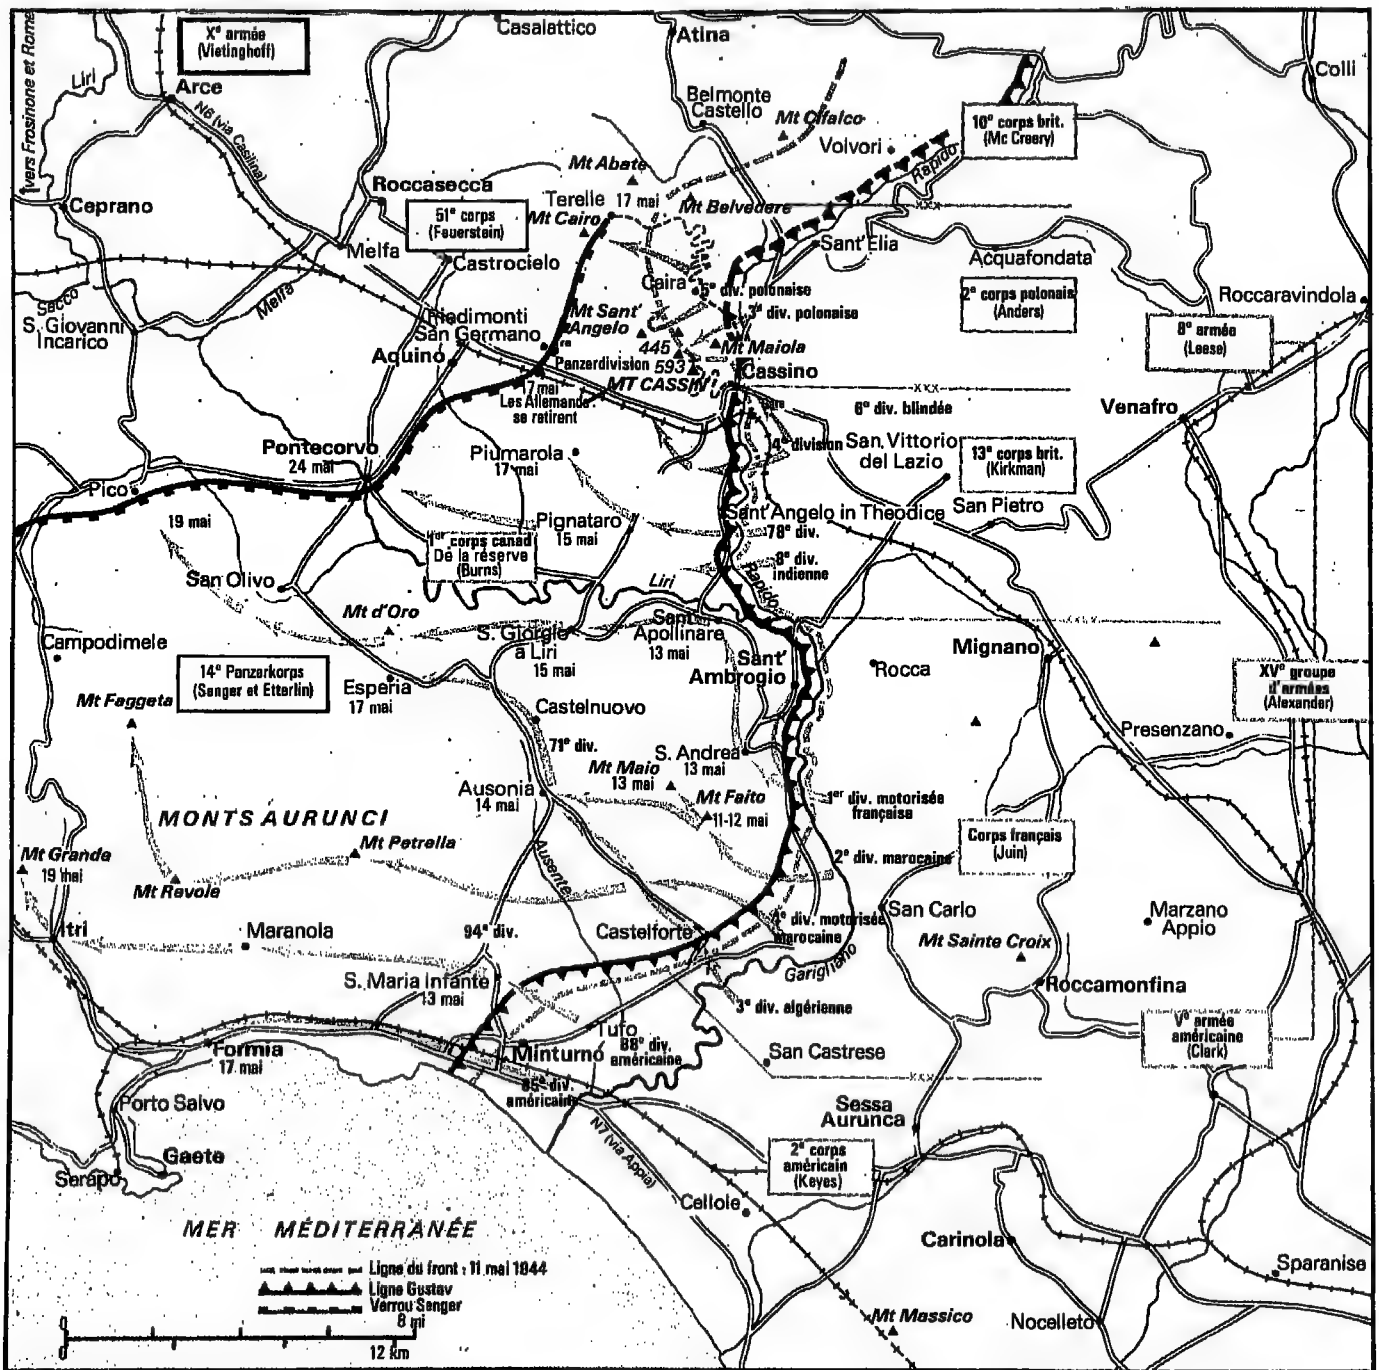 Xe armée
(Vietinghoff)
Casalattico
Atina
Colli
(vers Frosinone et Rome
Liri
Arce
N6 (via Casilina)
Belmonte
Castello
Mt Cifalco
Volvori
Rapido
10e corps brit.
(Mc Creery)
Ceprano
Roccasecca
51e corps
(Feuerstein)
Mt Abate
Terelle
17 mai
Mt Cairo
Mt Belvedere
xxx
Sant'Elia
Acquafondata
Melfa
Castrocielo
Caira
5e div. polonaise
3e div. polonaise
2e corps polonais
(Anders)
Roccaravindola
Sacco
S. Giovanni
Incarico
Melfa
Piedimonti
San Germano
Mt Sant'
Angelo
445
593
Mt Maiola
8e armée
(Leese)
Aquino
Panzerdivision
MT CASSIN
Cassino
17 mai
Les Allemands
se retirent
xxx
6e div. blindée
Venafro
Gare
4e division
San Vittorio
del Lazio
13e corps brit.
(Kirkman)
Pontecorvo
24 mai
Piumarola
17 mai
Pico
19 mai
Pignataro
15 mai
Sant'Angelo in Theodice
San Pietro
78e div.
1er corps canad
De la réserve
(Burns)
8e div.
indienne
San Olivo
Liri
Rapido
Mt d'Oro
S. Giorgio
a Liri
15 mai
Sant'
Apollinare
13 mai
xxx
Campodimele
Sant'
Ambrogio
Mignano
Rocca
14e Panzerkorps
(Senger et Etterlin)
Esperia
17 mai
XVe groupe
d'armées
(Alexander)
Mt Faggeta
Castelnuovo
71e div.
S. Andrea
13 mai
Mt Maio
13 mai
Presenzano
Ausonia
14 mai
Mt Faito
11-12 mai
1er div. motorisée
française
MONTS AURUNCI
Corps français
(Juin)
Mt Petrella
Mt Grande
19 mai
Mt Revole
Ausente
2e div. marocaine
Itri
Maranola
94e div.
Castelforte
4e div. motorisée
marocaine
San Carlo
Marzano
Appio
Mt Sainte Croix
S. Maria Infante
13 mai
Garigliano
Roccamonfina
3e div. algérienne
Formia
17 mai
Tufo
88e div.
américaine
Minturno
San Castrese
Ve armée
américaine
(Clark)
85e div.
américaine
xxx
Porto Salvo
Sessa
Aurunca
N7 (via Appia)
Gaete
Serapo
2e corps
américain
(Keyes)
Cellole
MER MÉDITERRANÉE
Carinola
Sparanise
Ligne du front : 11 mai 1944
Ligne Gustav
Verrou Senger
Mt Massico
Nocelleto
0 8 mi
0 12 km